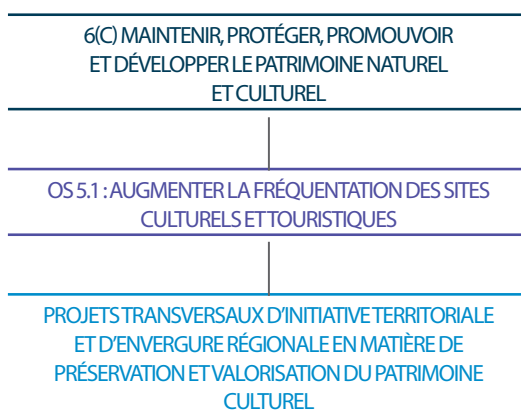 6(C) MAINTENIR, PROTÉGER, PROMOUVOIR
ET DÉVELOPPER LE PATRIMOINE NATUREL
ET CULTUREL
OS 5.1 : AUGMENTER LA FRÉQUENTATION DES SITES
CULTURELS ET TOURISTIQUES
PROJETS TRANSVERSAUX D'INITIATIVE TERRITORIALE
ET D'ENVERGURE RÉGIONALE EN MATIÈRE DE
PRÉSERVATION ET VALORISATION DU PATRIMOINE
CULTUREL